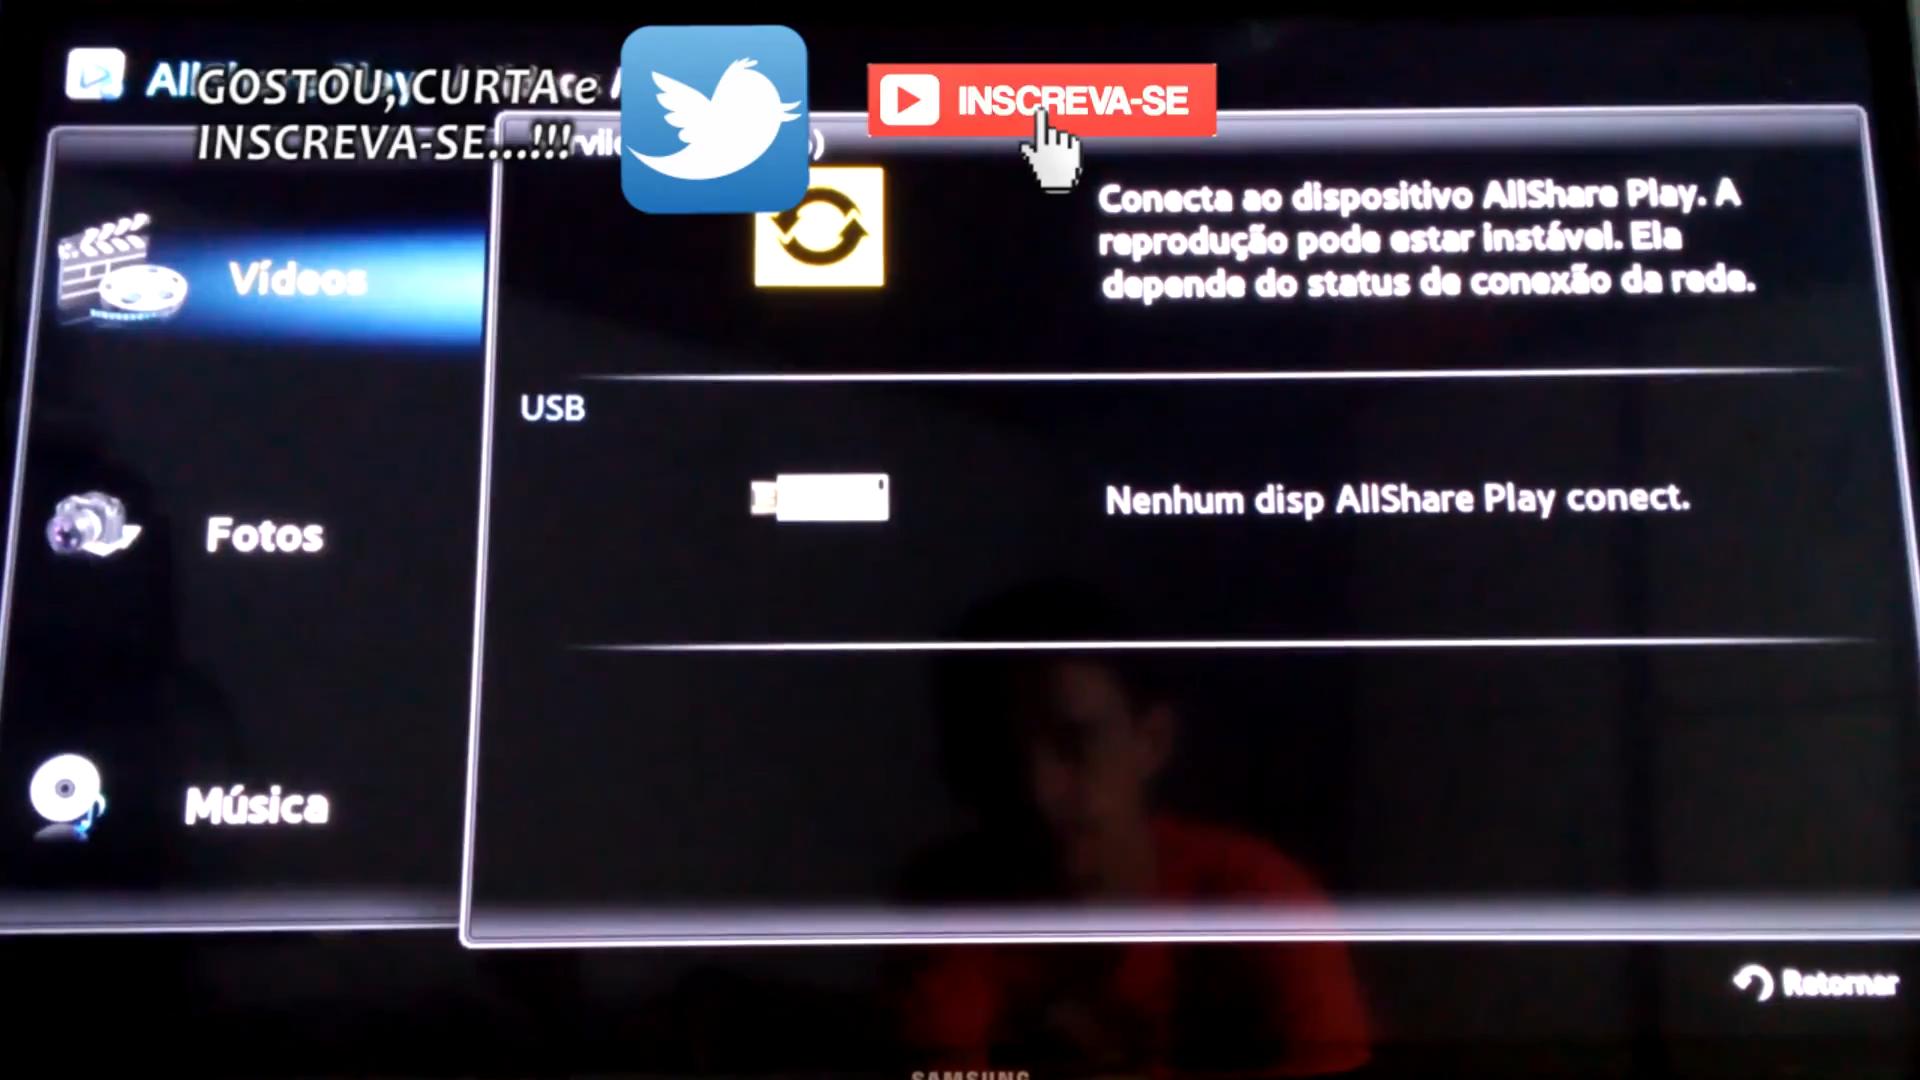 GOSTOU, CURTA e
INSCREVA-SE...!!!
INSCREVA-SE
Conecta ao dispositivo AllShare Play. A
reprodução pode estar instável. Ela
depende do status de conexão da rede.
Vídeos
USB
Nenhum disp AllShare Play conect.
Fotos
Música
Retornar
SAMSUNG